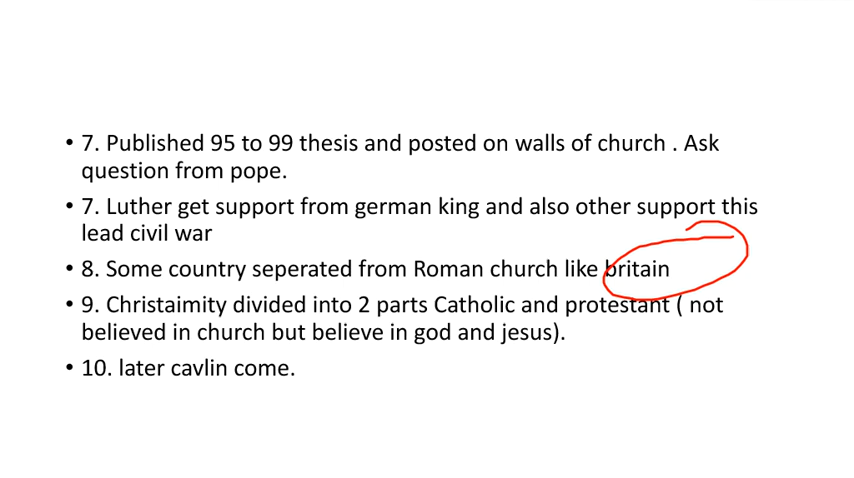 • 7. Published 95 to 99 thesis and posted on walls of church . Ask
question from pope.
• 7. Luther get support from german king and also other support this
lead civil war
• 8. Some country seperated from Roman church like britain
• 9. Christaimity divided into 2 parts Catholic and protestant ( not
believed in church but believe in god and jesus).
• 10. later cavlin come.